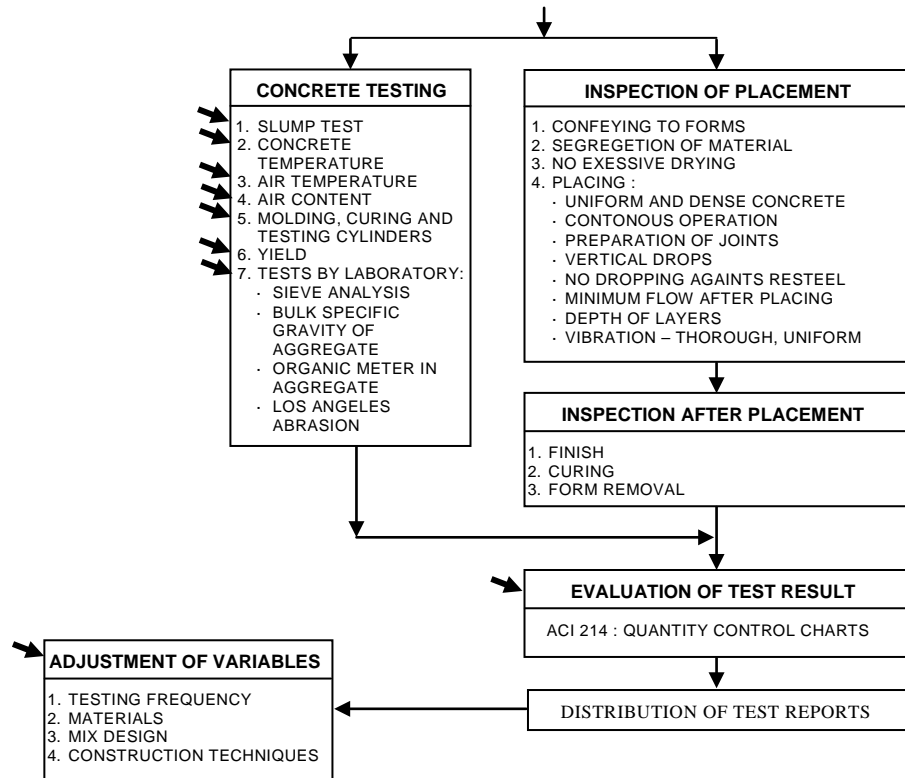 CONCRETE TESTING
1. SLUMP TEST
2. CONCRETE
TEMPERATURE
3. AIR TEMPERATURE
4. AIR CONTENT
5. MOLDING, CURING AND
TESTING CYLINDERS
6. YIELD
7. TESTS BY LABORATORY:
· SIEVE ANALYSIS
· BULK SPECIFIC
GRAVITY OF
AGGREGATE
· ORGANIC METER IN
AGGREGATE
· LOS ANGELES
ABRASION
INSPECTION OF PLACEMENT
1. CONFEYING TO FORMS
2. SEGREGETION OF MATERIAL
3. NO EXESSIVE DRYING
4. PLACING :
· UNIFORM AND DENSE CONCRETE
· CONTONOUS OPERATION
· PREPARATION OF JOINTS
· VERTICAL DROPS
· NO DROPPING AGAINTS RESTEEL
· MINIMUM FLOW AFTER PLACING
· DEPTH OF LAYERS
· VIBRATION – THOROUGH, UNIFORM
INSPECTION AFTER PLACEMENT
1. FINISH
2. CURING
3. FORM REMOVAL
EVALUATION OF TEST RESULT
ACI 214 : QUANTITY CONTROL CHARTS
DISTRIBUTION OF TEST REPORTS
ADJUSTMENT OF VARIABLES
1. TESTING FREQUENCY
2. MATERIALS
3. MIX DESIGN
4. CONSTRUCTION TECHNIQUES